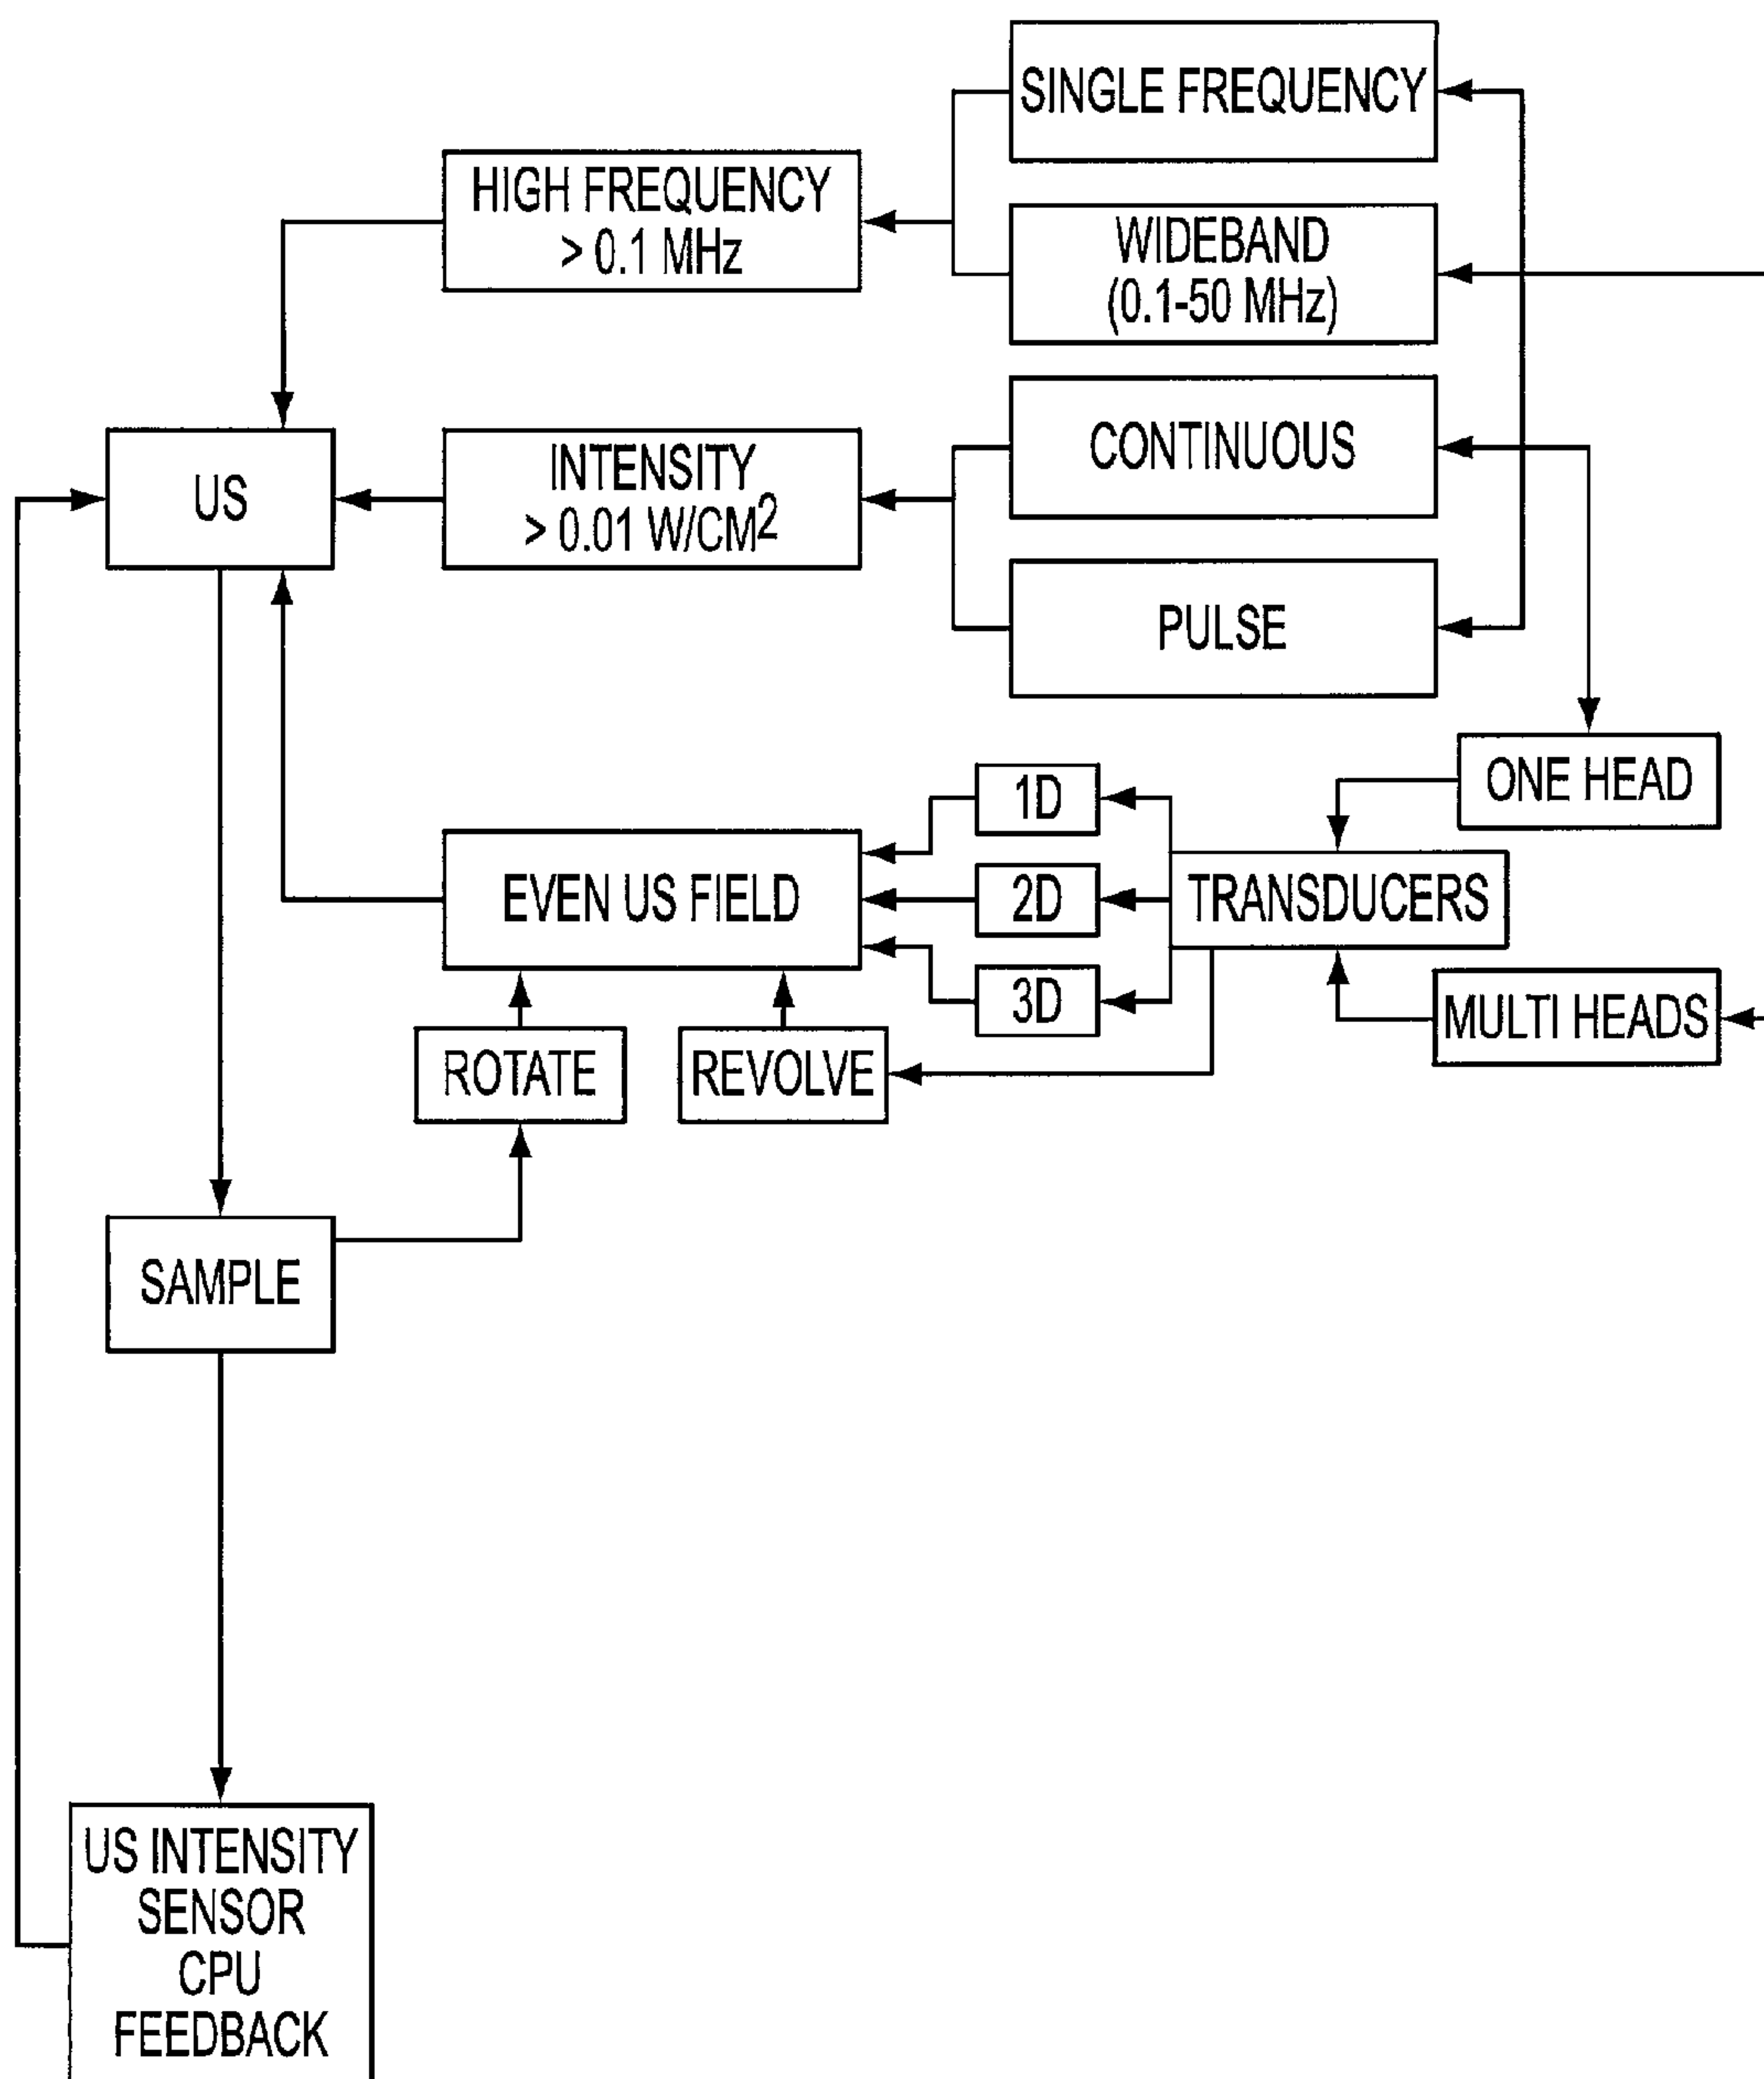 SINGLE FREQUENCY
HIGH FREQUENCY
> 0.1 MHz
WIDEBAND
(0.1-50 MHz)
CONTINUOUS
US
INTENSITY
> 0.01 W/CM²
PULSE
ONE HEAD
1D
EVEN US FIELD
2D
TRANSDUCERS
3D
MULTI HEADS
ROTATE
REVOLVE
SAMPLE
US INTENSITY
SENSOR
CPU
FEEDBACK